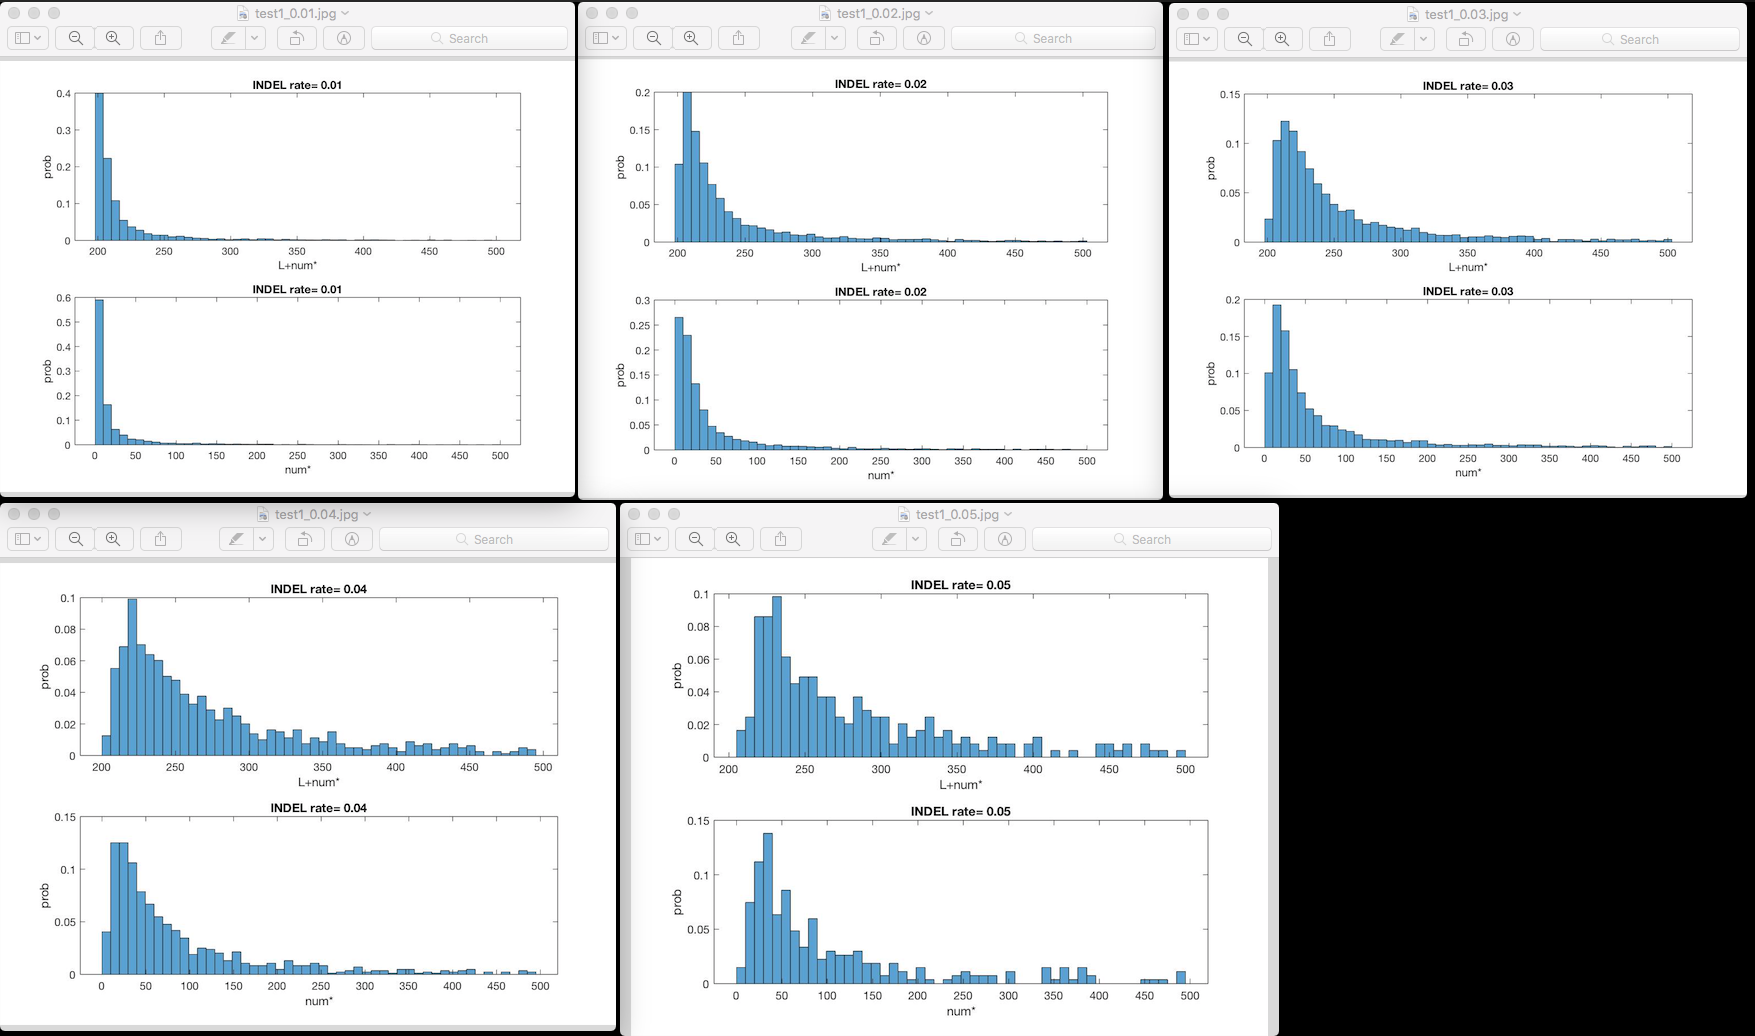 test1_0.01.jpg
Search
INDEL rate= 0.01
0.4
0.3
0.2
0.1
0
prob
200 250 300 350 400 450 500
L+num*
INDEL rate= 0.01
0.6
0.5
0.4
0.3
0.2
0.1
0
prob
0 50 100 150 200 250 300 350 400 450 500
num*
test1_0.02.jpg
Search
INDEL rate= 0.02
0.2
0.15
0.1
0.05
0
prob
200 250 300 350 400 450 500
L+num*
INDEL rate= 0.02
0.3
0.25
0.2
0.15
0.1
0.05
0
prob
0 50 100 150 200 250 300 350 400 450 500
num*
test1_0.03.jpg
Search
INDEL rate= 0.03
0.15
0.1
0.05
0
prob
200 250 300 350 400 450 500
L+num*
INDEL rate= 0.03
0.2
0.15
0.1
0.05
0
prob
0 50 100 150 200 250 300 350 400 450 500
num*
test1_0.04.jpg
Search
INDEL rate= 0.04
0.1
0.08
0.06
0.04
0.02
0
prob
200 250 300 350 400 450 500
L+num*
INDEL rate= 0.04
0.15
0.1
0.05
0
prob
0 50 100 150 200 250 300 350 400 450 500
num*
test1_0.05.jpg
Search
INDEL rate= 0.05
0.1
0.08
0.06
0.04
0.02
0
prob
200 250 300 350 400 450 500
L+num*
INDEL rate= 0.05
0.15
0.1
0.05
0
prob
0 50 100 150 200 250 300 350 400 450 500
num*